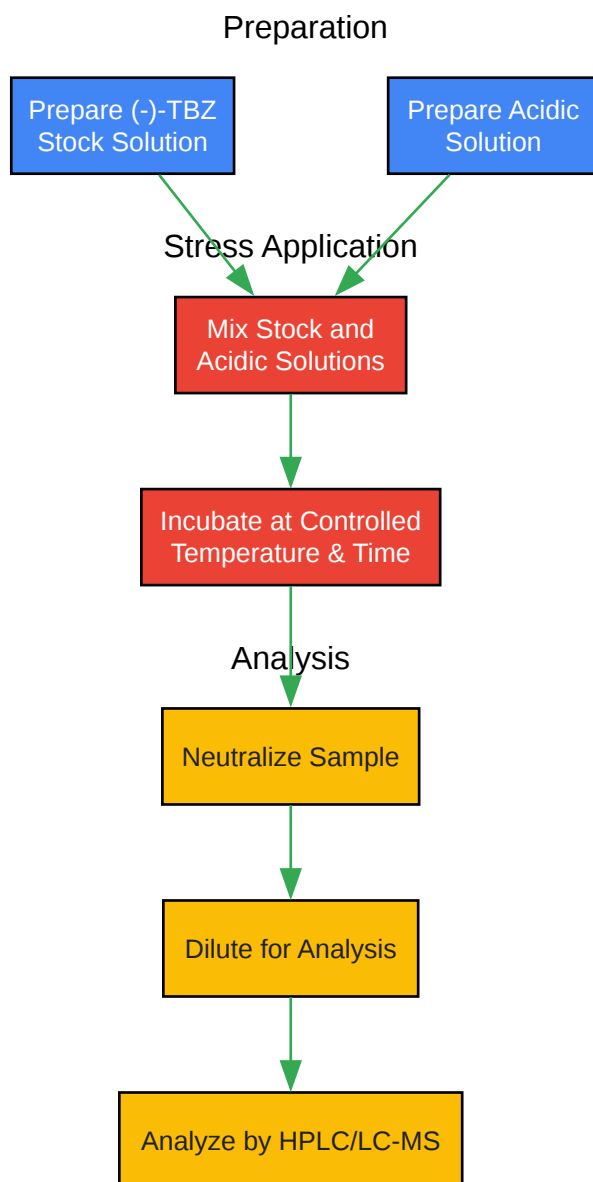 Preparation
Prepare (-)-TBZ
Stock Solution
Prepare Acidic
Solution
Stress Application
Mix Stock and
Acidic Solutions
Incubate at Controlled
Temperature & Time
Analysis
Neutralize Sample
Dilute for Analysis
Analyze by HPLC/LC-MS